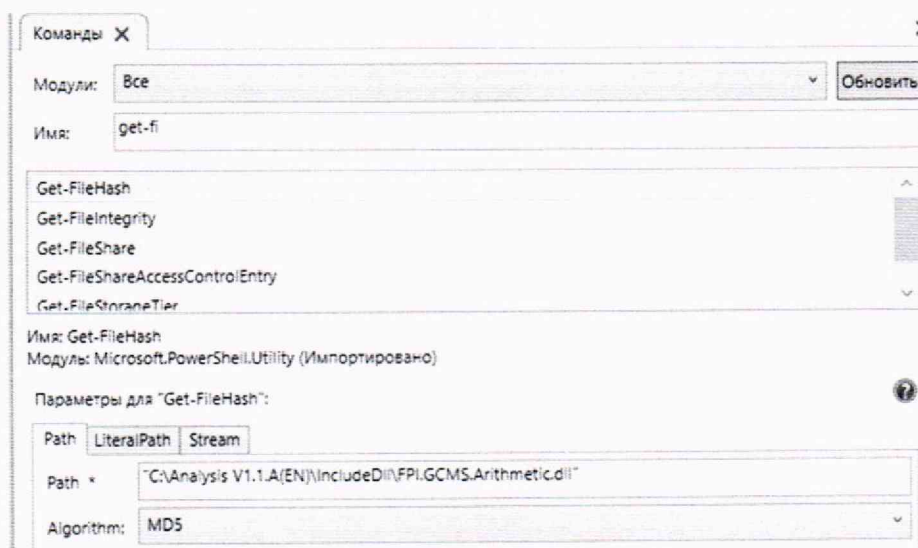 Команды X
Модули: Все Обновить
Имя: get-fi
Get-FileHash
Get-FileIntegrity
Get-FileShare
Get-FileShareAccessControlEntry
Get-FileStorageTier
Имя: Get-FileHash
Модуль: Microsoft.PowerShell.Utility (Импортировано)
?
Параметры для "Get-FileHash":
Path LiteralPath Stream
Path * "C:\Analysis V1.1.A(EN)\IncludeDll\FPI.GCMS.Arithmetic.dll"
Algorithm: MD5